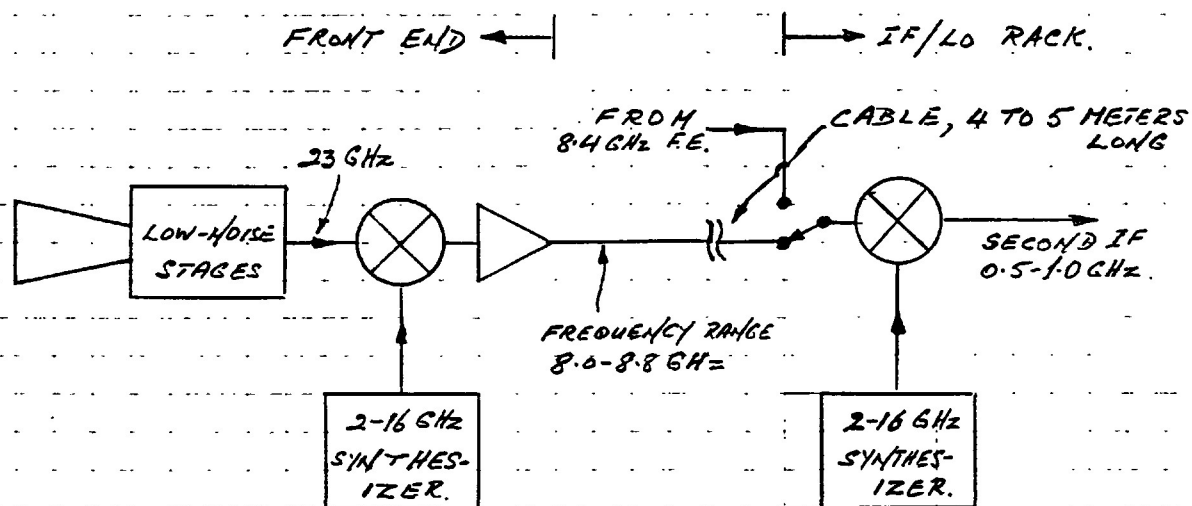 FRONT END
IF/LO RACK.
FROM
8.4 GHz F.E.
CABLE, 4 TO 5 METERS
LONG
23 GHz
LOW-NOISE
STAGES
SECOND IF
0.5-1.0 GHz.
FREQUENCY RANGE
8.0-8.8 GHz
2-16 GHz
SYNTHES-
IZER.
2-16 GHz
SYNTHES-
IZER.